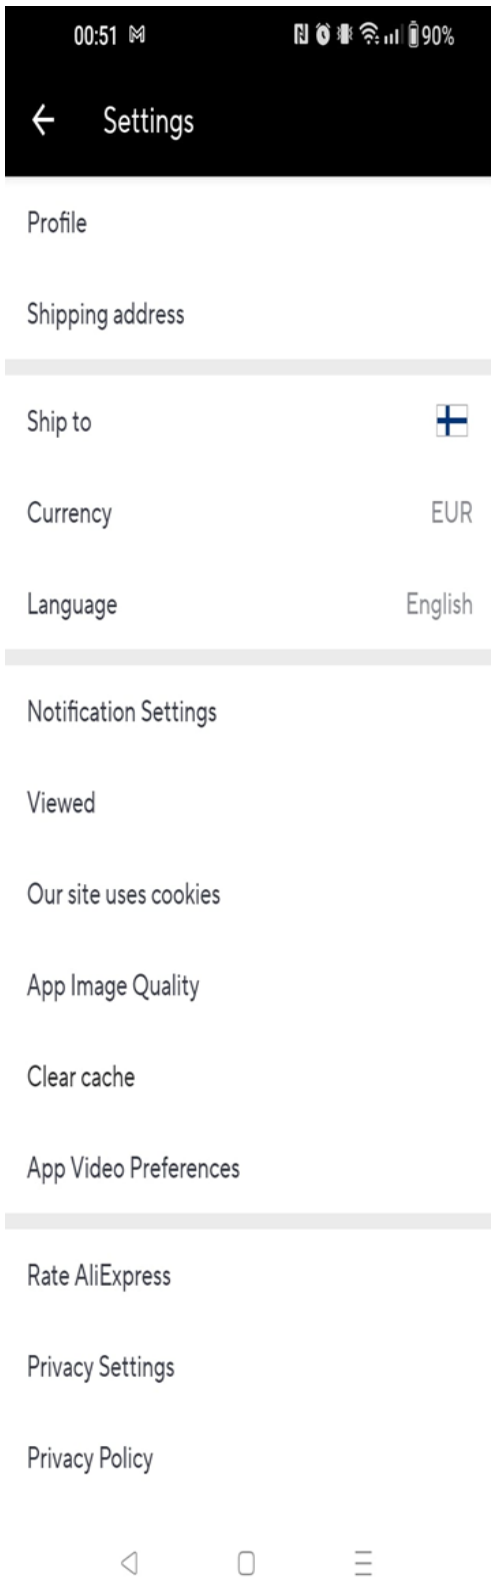 00:51 90%
Settings
Profile
Shipping address
Ship to
Currency EUR
Language English
Notification Settings
Viewed
Our site uses cookies
App Image Quality
Clear cache
App Video Preferences
Rate AliExpress
Privacy Settings
Privacy Policy